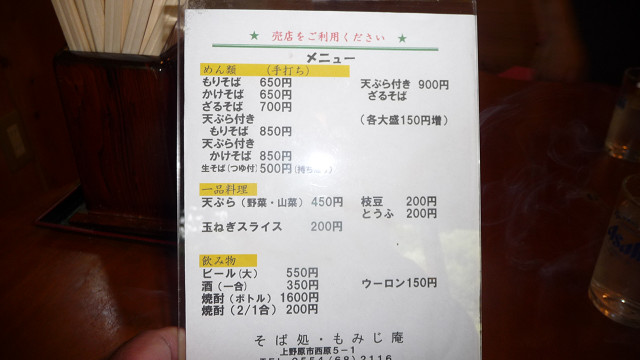 ★ 売店をご利用ください ★
メニュー
めん類 (手打ち)
もりそば 650円
かけそば 650円
ざるそば 700円
天ぷら付き
もりそば 850円
天ぷら付き
かけそば 850円
生そば(つゆ付) 500円
天ぷら付き 900円
ざるそば
(各大盛150円増)
一品料理
天ぷら(野菜・山菜) 450円
枝豆 200円
とうふ 200円
玉ねぎスライス 200円
飲み物
ビール(大) 550円
酒(一合) 350円
ウーロン150円
焼酎(ボトル) 1600円
焼酎(2/1合) 200円
そば処・もみじ庵
上野原市西原5-1
TEL 0554(68)2116